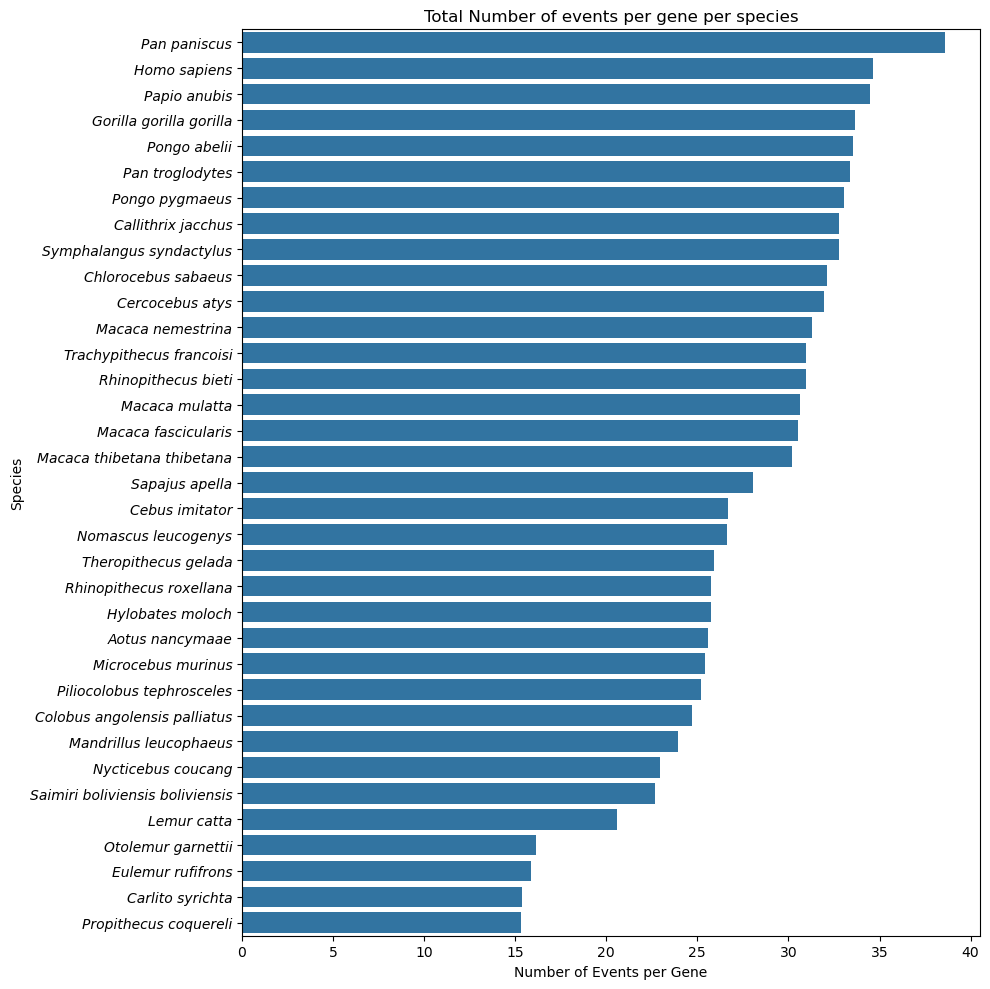 Total Number of events per gene per species
Pan paniscus
Homo sapiens
Papio anubis
Gorilla gorilla gorilla
Pongo abelii
Pan troglodytes
Pongo pygmaeus
Callithrix jacchus
Symphalangus syndactylus
Chlorocebus sabaeus
Cercocebus atys
Macaca nemestrina
Trachypithecus francoisi
Rhinopithecus bieti
Macaca mulatta
Macaca fascicularis
Macaca thibetana thibetana
Sapajus apella
Cebus imitator
Nomascus leucogenys
Theropithecus gelada
Rhinopithecus roxellana
Hylobates moloch
Aotus nancymaae
Microcebus murinus
Piliocolobus tephrosceles
Colobus angolensis palliatus
Mandrillus leucophaeus
Nycticebus coucang
Saimiri boliviensis boliviensis
Lemur catta
Otolemur garnettii
Eulemur rufifrons
Carlito syrichta
Propithecus coquereli
Species
0 5 10 15 20 25 30 35 40
Number of Events per Gene